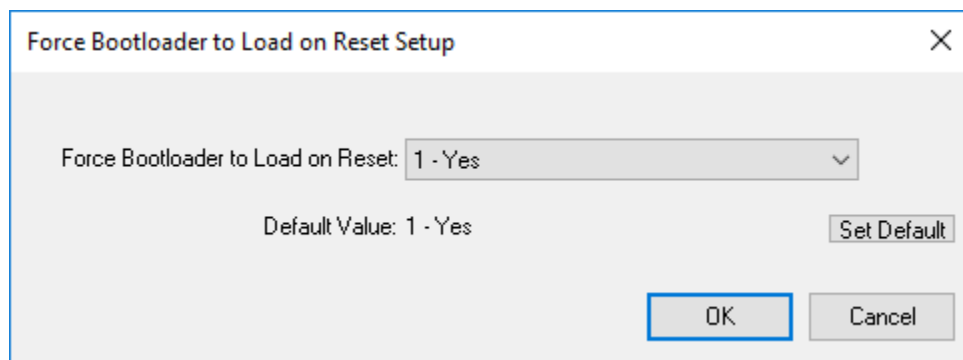 Force Bootloader to Load on Reset Setup
Force Bootloader to Load on Reset: 1 - Yes
Default Value: 1 - Yes
Set Default
OK
Cancel